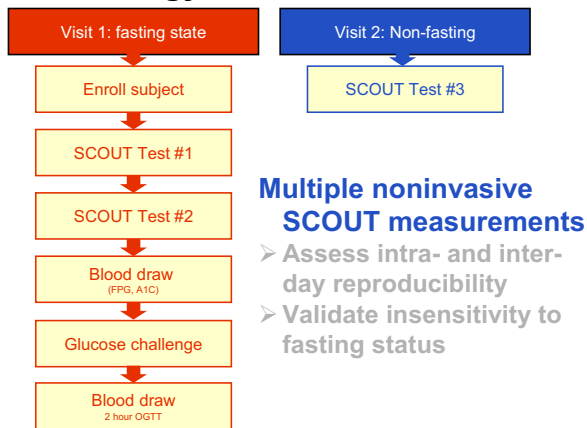 Visit 1: fasting state
Enroll subject
SCOUT Test #1
SCOUT Test #2
Blood draw
(FPG, A1C)
Glucose challenge
Blood draw
2 hour OGTT
Visit 2: Non-fasting
SCOUT Test #3
Multiple noninvasive
SCOUT measurements
➢ Assess intra- and inter-
day reproducibility
➢ Validate insensitivity to
fasting status